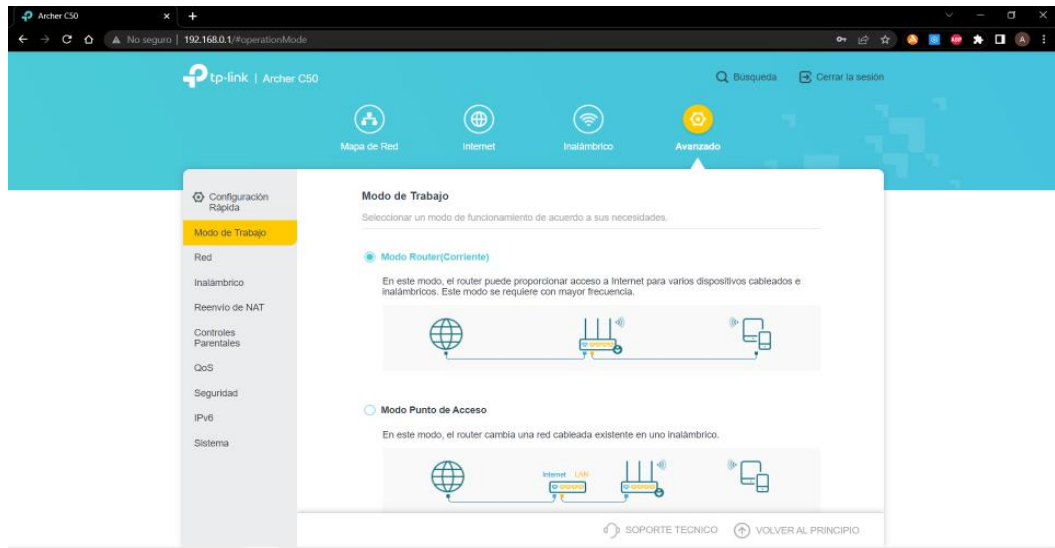 Archer C50
No seguro | 192.168.0.1/#operationMode
ABP
A
tp-link | Archer C50
Búsqueda
Cerrar la sesión
Mapa de Red
Internet
Inalámbrico
Avanzado
Configuración
Rápida
Modo de Trabajo
Red
Inalámbrico
Reenvío de NAT
Controles
Parentales
QoS
Seguridad
IPv6
Sistema
Modo de Trabajo
Seleccionar un modo de funcionamiento de acuerdo a sus necesidades.
Modo Router(Corriente)
En este modo, el router puede proporcionar acceso a Internet para varios dispositivos cableados e
inalámbricos. Este modo se requiere con mayor frecuencia.
Modo Punto de Acceso
En este modo, el router cambia una red cableada existente en uno inalámbrico.
Internet LAN
SOPORTE TECNICO
VOLVER AL PRINCIPIO